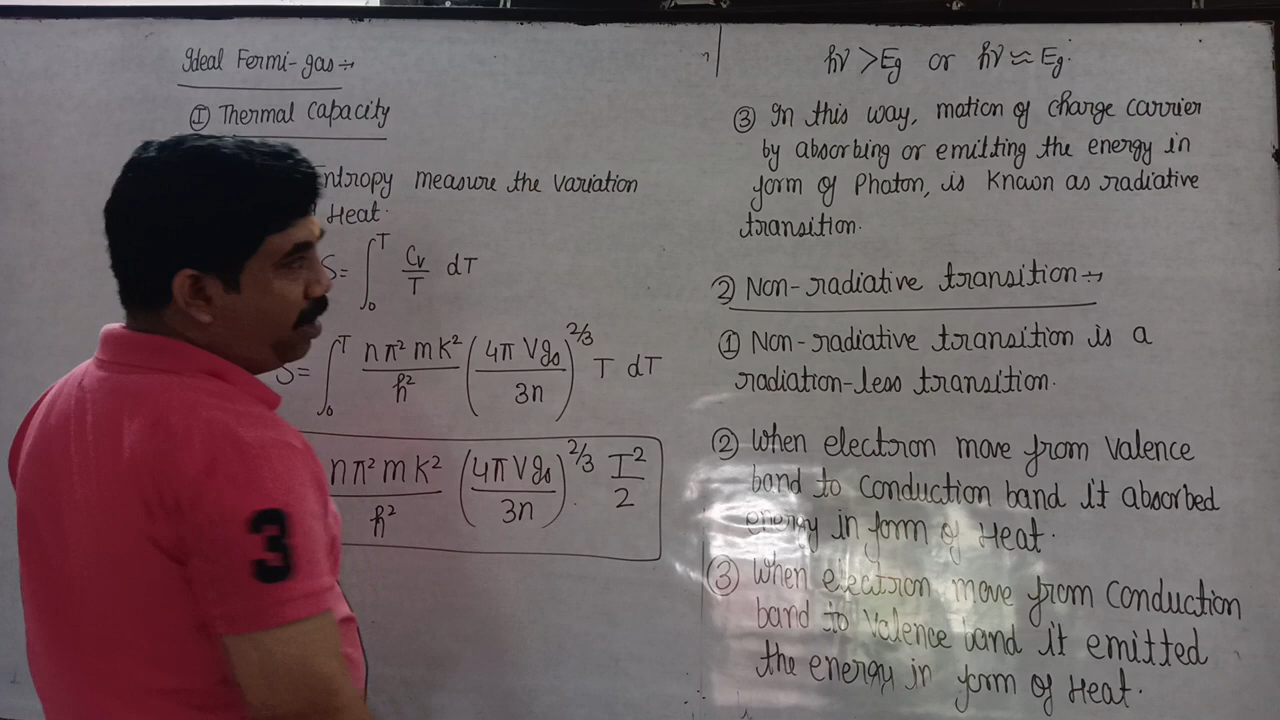 Ideal Fermi-gas :-
① Thermal capacity
Entropy measure the variation
Heat.
S= ∫₀ᵀ Cv/T dT
S= ∫₀ᵀ nπ²mk²/ħ² (4πVg₀/3n)^2/3 T dT
nπ²mk²/ħ² (4πVg₀/3n)^2/3 T²/2
3
hν >Eg or hν ≈ Eg.
③ In this way, motion of charge carrier
by absorbing or emitting the energy in
form of Photon, is Known as radiative
transition.
② Non-radiative transition :-
① Non-radiative transition is a
radiation-less transition.
② When electron move from Valence
band to Conduction band it absorbed
energy in form of Heat.
③ When electron move from Conduction
band to Valence band it emitted
the energy in form of Heat.